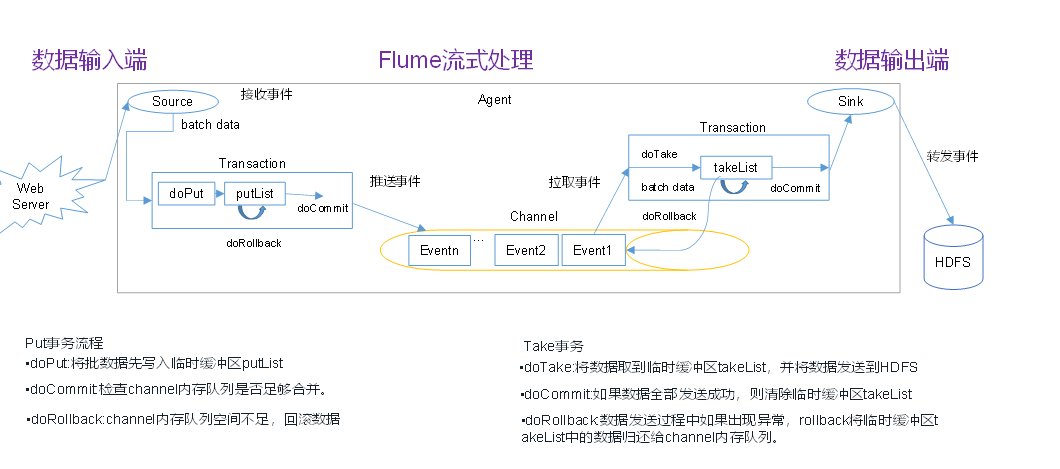 数据输入端
Flume流式处理
数据输出端
Source
接收事件
Agent
Sink
batch data
Transaction
doTake
takeList
batch data
doCommit
转发事件
Web
Server
Transaction
推送事件
拉取事件
doPut
putList
doCommit
doRollback
doRollback
Channel
Eventn
...
Event2
Event1
HDFS
Put事务流程
•doPut:将批数据先写入临时缓冲区putList
•doCommit:检查channel内存队列是否足够合并。
•doRollback:channel内存队列空间不足，回滚数据
Take事务
•doTake:将数据取到临时缓冲区takeList，并将数据发送到HDFS
•doCommit:如果数据全部发送成功，则清除临时缓冲区takeList
•doRollback:数据发送过程中如果出现异常，rollback将临时缓冲区t
akeList中的数据归还给channel内存队列。